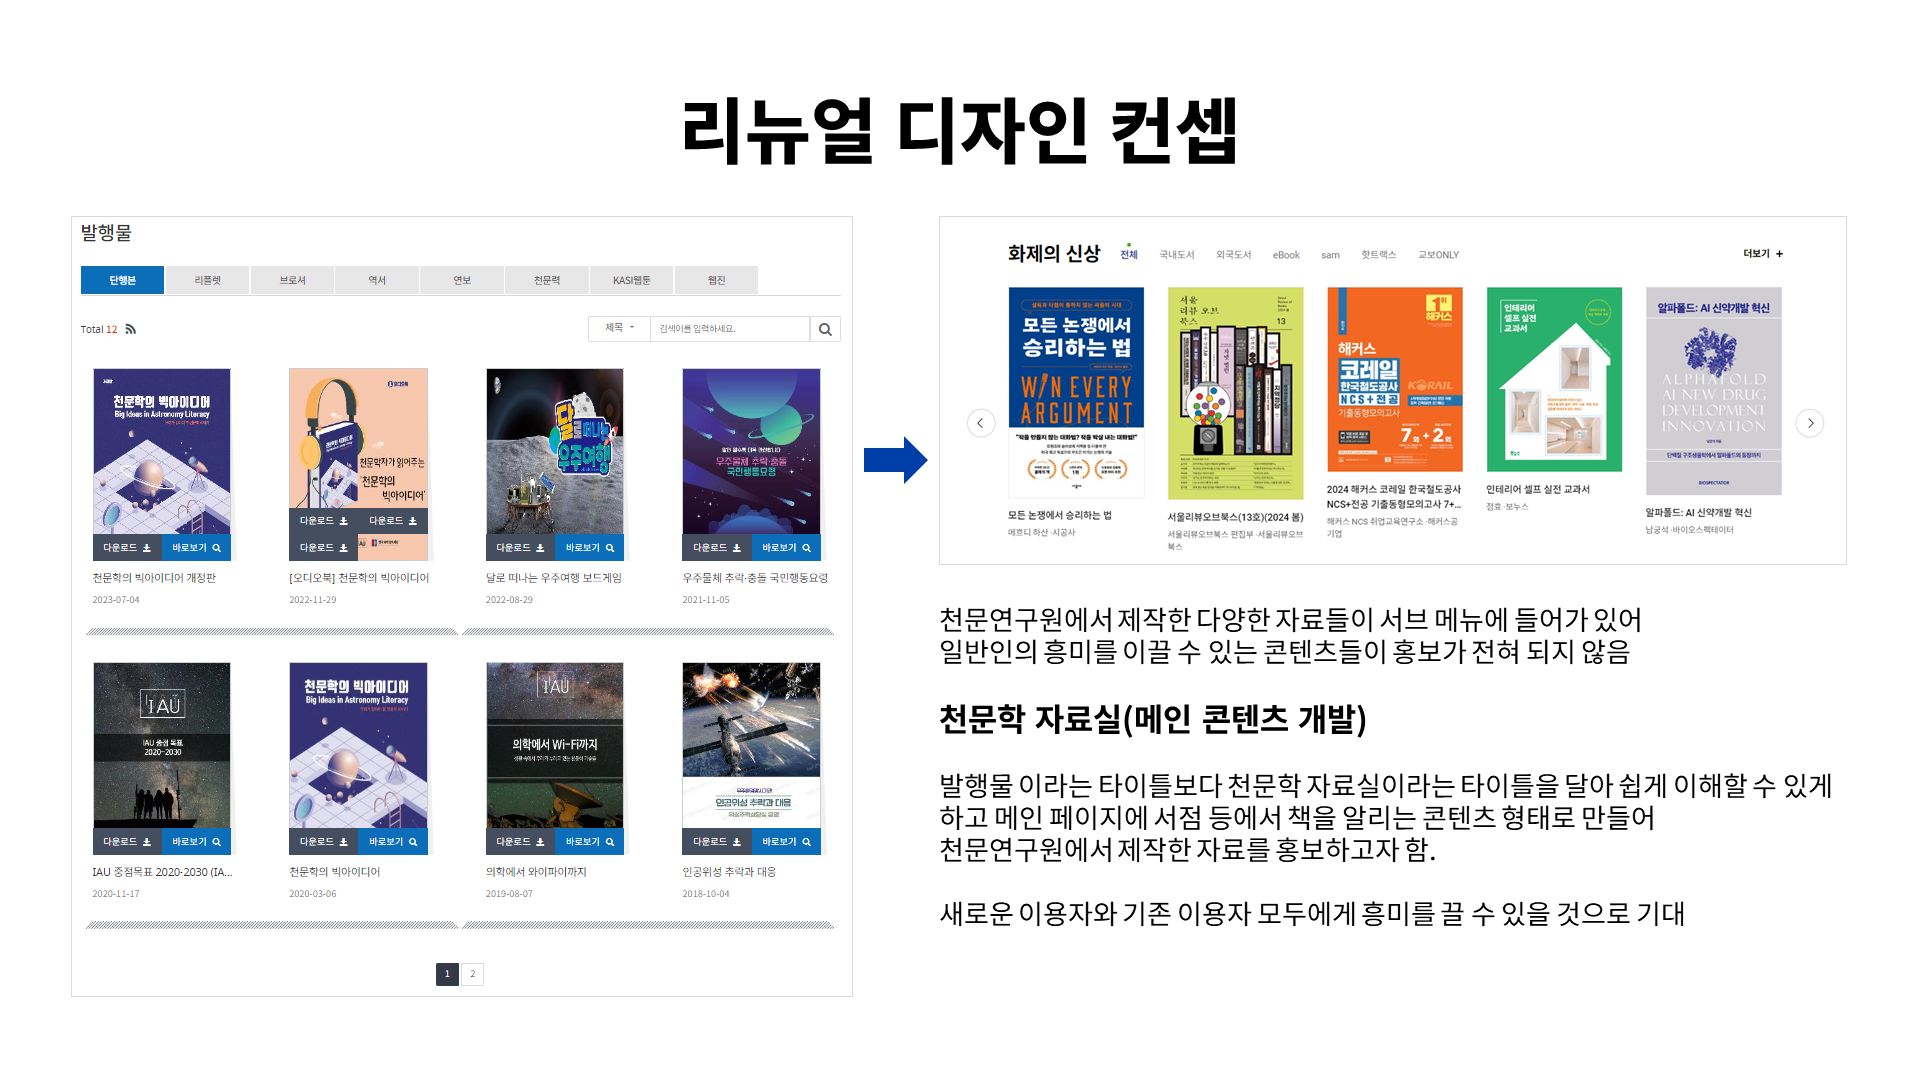 리뉴얼 디자인 컨셉
발행물
단행본 리플렛 브로셔 역서 연보 천문력 KASI웹툰 웹진
Total 12
제목 검색어를 입력하세요.
천문학의 빅아이디어
Big Ideas in Astronomy Literacy
오디오북
천문학자가 읽어주는
'천문학의
빅아이디어'
달로 떠나는
우주여행
우주물체 추락·충돌
국민행동요령
다운로드 다운로드
다운로드 바로보기 다운로드 다운로드 바로보기 다운로드 바로보기
천문학의 빅아이디어 개정판 [오디오북] 천문학의 빅아이디어 달로 떠나는 우주여행 보드게임 우주물체 추락·충돌 국민행동요령
2023-07-04 2022-11-29 2022-08-29 2021-11-05
IAU
IAU 중점 목표
2020-2030
천문학의 빅아이디어
Big Ideas in Astronomy Literacy
IAU
의학에서 Wi-Fi까지
인공위성 추락과 대응
다운로드 바로보기 다운로드 바로보기 다운로드 바로보기 다운로드 바로보기
IAU 중점목표 2020-2030 (IA... 천문학의 빅아이디어 의학에서 와이파이까지 인공위성 추락과 대응
2020-11-17 2020-03-06 2019-08-07 2018-10-04
1 2
화제의 신상 전체 국내도서 외국도서 eBook sam 핫트랙스 교보ONLY 더보기 +
모든 논쟁에서
승리하는 법
WIN EVERY
ARGUMENT
서울
리뷰 오브
북스
13
1위
해커스
해커스
코레일
한국철도공사
NCS+전공
기출동형모의고사
KORAIL
7회 + 2회
인테리어
셀프 실전
교과서
알파폴드: AI 신약개발 혁신
ALPHAFOLD
AI NEW DRUG
DEVELOPMENT
INNOVATION
단백질 구조생물학에서 알파폴드의 등장까지
BIOSPECTATOR
모든 논쟁에서 승리하는 법
메흐디 하산 ·시공사
서울리뷰오브북스(13호)(2024 봄)
서울리뷰오브북스 편집부 ·서울리뷰오브
북스
2024 해커스 코레일 한국철도공사
NCS+전공 기출동형모의고사 7+...
해커스 NCS 취업교육연구소 ·해커스공
기업
인테리어 셀프 실전 교과서
점효 ·보누스
알파폴드: AI 신약개발 혁신
남궁석 ·바이오스펙테이터
천문연구원에서 제작한 다양한 자료들이 서브 메뉴에 들어가 있어
일반인의 흥미를 이끌 수 있는 콘텐츠들이 홍보가 전혀 되지 않음
천문학 자료실(메인 콘텐츠 개발)
발행물 이라는 타이틀보다 천문학 자료실이라는 타이틀을 달아 쉽게 이해할 수 있게
하고 메인 페이지에 서점 등에서 책을 알리는 콘텐츠 형태로 만들어
천문연구원에서 제작한 자료를 홍보하고자 함.
새로운 이용자와 기존 이용자 모두에게 흥미를 끌 수 있을 것으로 기대